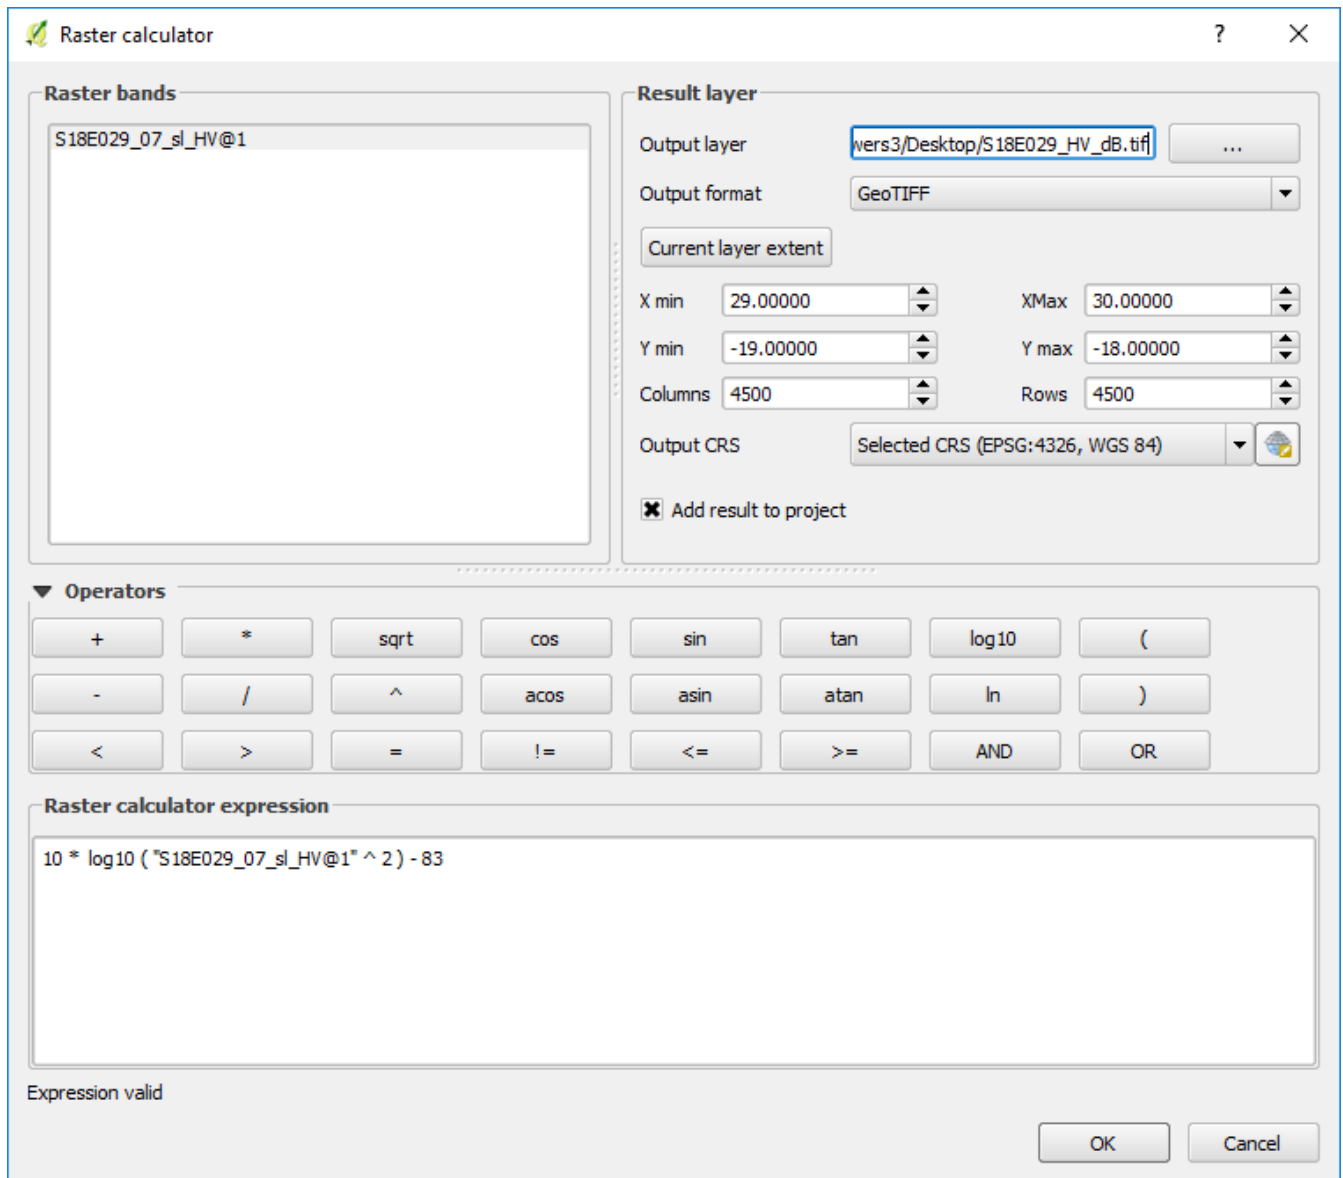 Raster calculator
?
Raster bands
S18E029_07_sl_HV@1
Result layer
Output layer
wers3/Desktop/S18E029_HV_dB.tif
...
Output format
GeoTIFF
Current layer extent
X min
29.00000
XMax
30.00000
Y min
-19.00000
Y max
-18.00000
Columns
4500
Rows
4500
Output CRS
Selected CRS (EPSG:4326, WGS 84)
Add result to project
Operators
+ * sqrt cos sin tan log10 (
- / ^ acos asin atan ln )
< > = != <= >= AND OR
Raster calculator expression
10 * log10 ( "S18E029_07_sl_HV@1" ^ 2 ) - 83
Expression valid
OK
Cancel